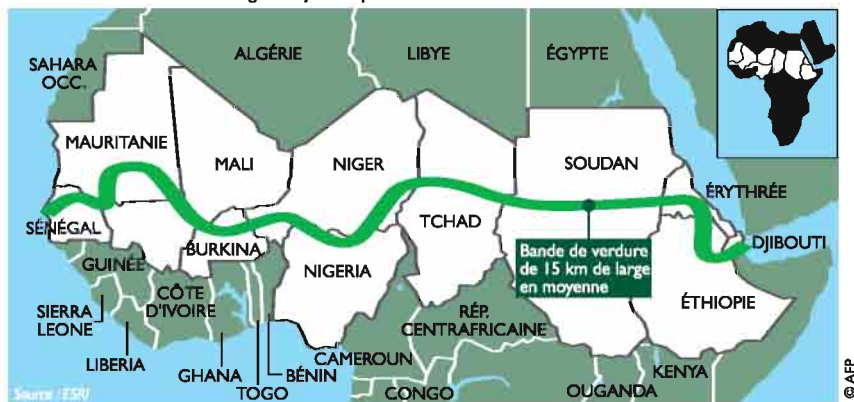 ALGÉRIE
LIBYE
ÉGYPTE
SAHARA
OCC.
MAURITANIE
MALI
NIGER
SOUDAN
ÉRYTHRÉE
TCHAD
SÉNÉGAL
DJIBOUTI
BURKINA
Bande de verdure
de 15 km de large
en moyenne
GUINÉE
NIGERIA
CÔTE
D'IVOIRE
ÉTHIOPIE
SIERRA
LEONE
RÉP.
CENTRAFRICAINE
LIBERIA
CAMEROUN
GHANA
BÉNIN
KENYA
TOGO
CONGO
OUGANDA
Source : ESRI
© AFP